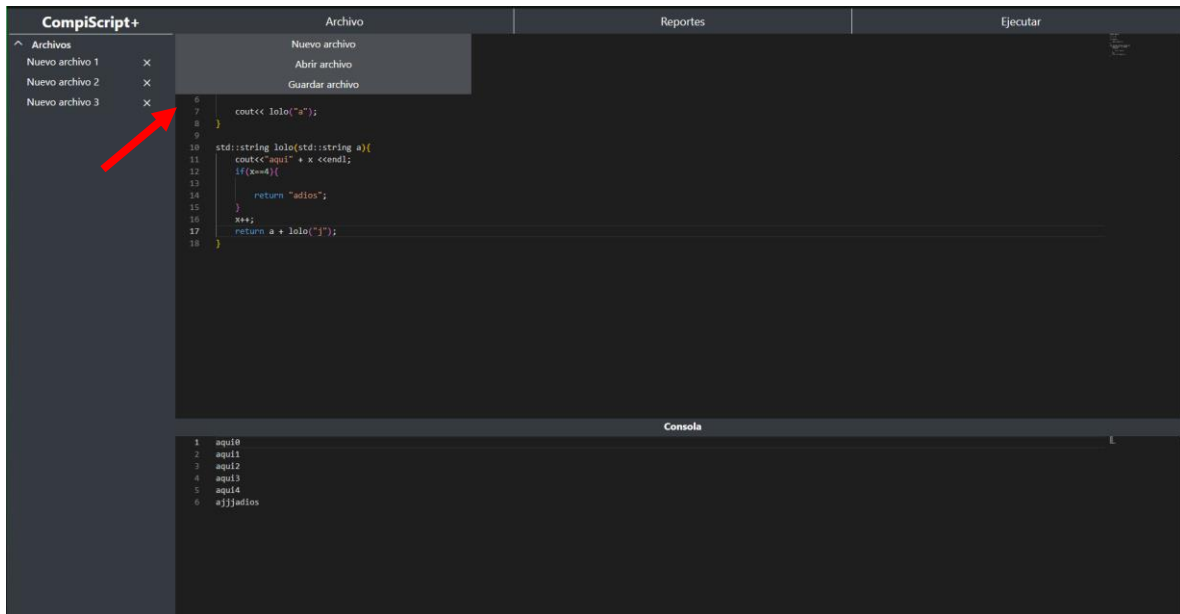 CompiScript+ Archivo Reportes Ejecutar
Archivos
Nuevo archivo 1 ×
Nuevo archivo 2 ×
Nuevo archivo 3 ×
Nuevo archivo
Abrir archivo
Guardar archivo
6
7 cout<< lolo("a");
8 }
9
10 std::string lolo(std::string a){
11 cout<<"aqui" + x <<endl;
12 if(x==4){
13
14 return "adios";
15 }
16 x++;
17 return a + lolo("j");
18 }
Consola
1 aqui0
2 aqui1
3 aqui2
4 aqui3
5 aqui4
6 ajjjadios